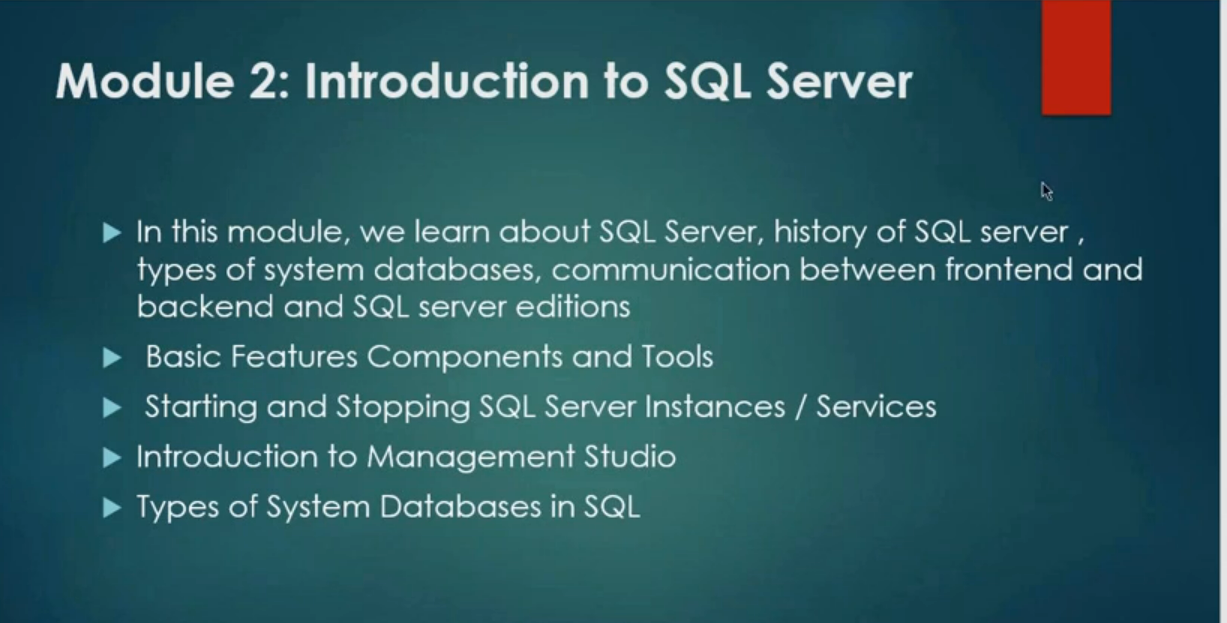 Module 2: Introduction to SQL Server
In this module, we learn about SQL Server, history of SQL server ,
types of system databases, communication between frontend and
backend and SQL server editions
Basic Features Components and Tools
Starting and Stopping SQL Server Instances / Services
Introduction to Management Studio
Types of System Databases in SQL